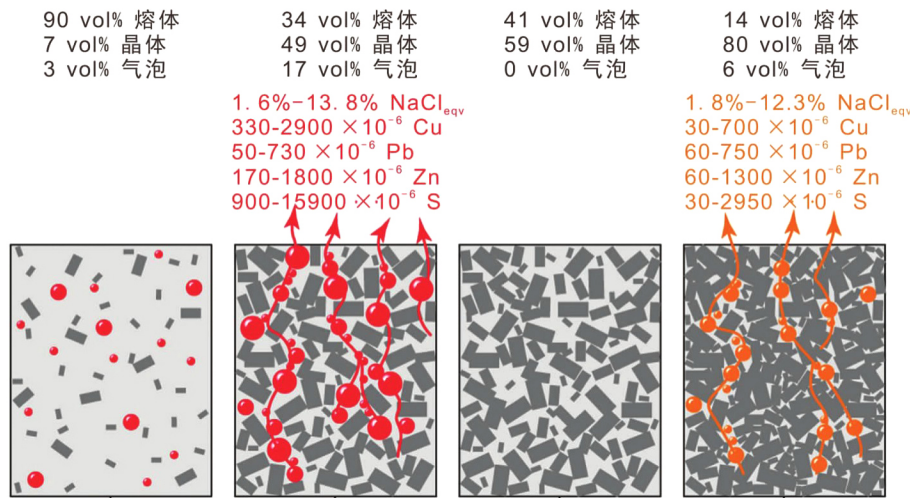 90 vol% 熔体
7 vol% 晶体
3 vol% 气泡
34 vol% 熔体
49 vol% 晶体
17 vol% 气泡
1.6%-13.8% NaCleqv
330-2900 ×10⁻⁶ Cu
50-730 ×10⁻⁶ Pb
170-1800 ×10⁻⁶ Zn
900-15900 ×10⁻⁶ S
41 vol% 熔体
59 vol% 晶体
0 vol% 气泡
14 vol% 熔体
80 vol% 晶体
6 vol% 气泡
1.8%-12.3% NaCleqv
30-700 ×10⁻⁶ Cu
60-750 ×10⁻⁶ Pb
60-1300 ×10⁻⁶ Zn
30-2950 ×10⁻⁶ S